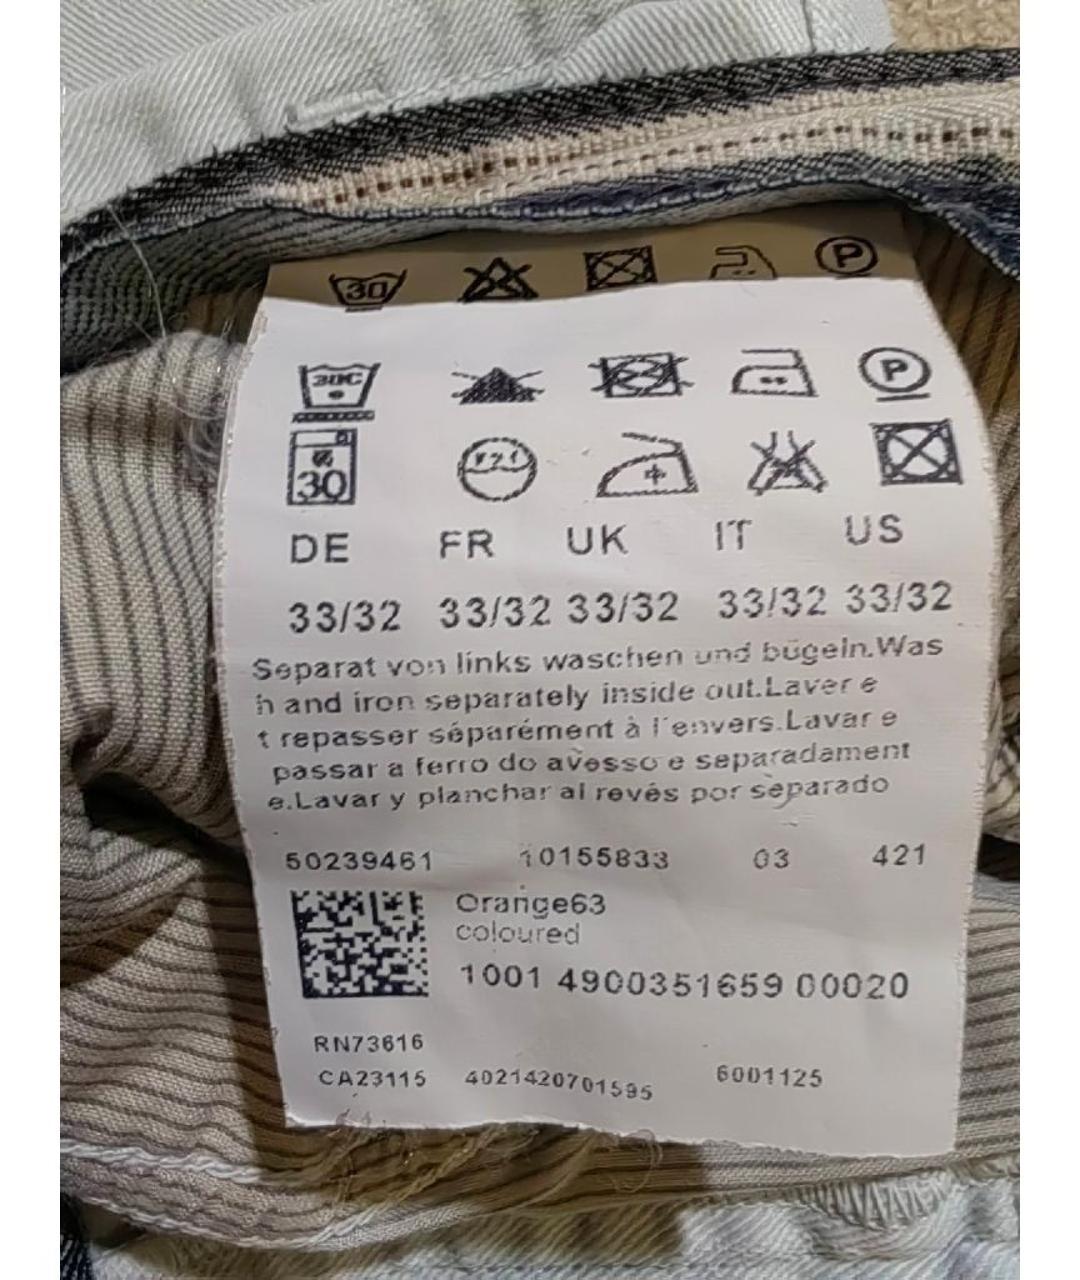 30 P
30C P
30
DE FR UK IT US
33/32 33/32 33/32 33/32 33/32
Separat von links waschen und bügeln.Was
h and iron separately inside out.Laver e
t repasser séparément à l'envers.Lavar e
passar a ferro do avesso e separadament
e.Lavar y planchar al revés por separado
50239461 10155833 03 421
Orange63
coloured
1001 4900351659 00020
RN73616
CA23115 4021420701595 6001125